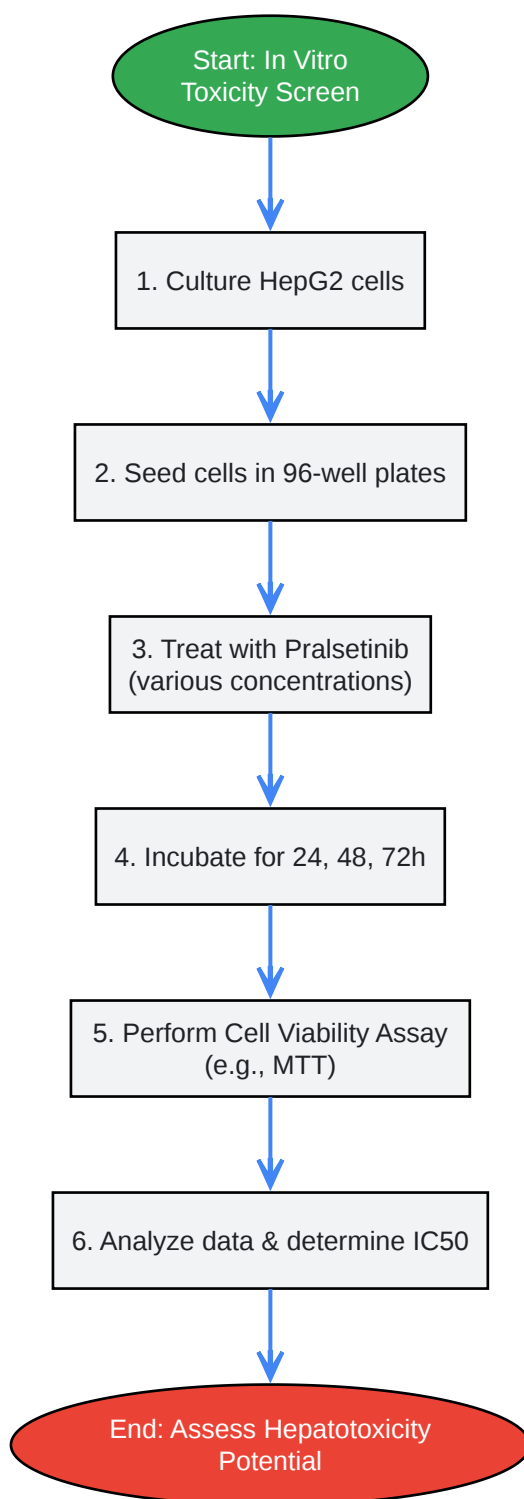 Start: In Vitro
Toxicity Screen
1. Culture HepG2 cells
2. Seed cells in 96-well plates
3. Treat with Pralsetinib
(various concentrations)
4. Incubate for 24, 48, 72h
5. Perform Cell Viability Assay
(e.g., MTT)
6. Analyze data & determine IC50
End: Assess Hepatotoxicity
Potential